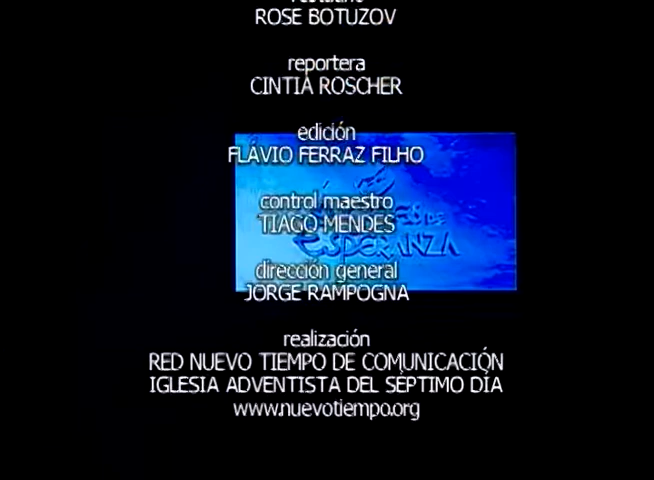 ROSE BOTUZOV
reportera
CINTIA ROSCHER
edición
FLÁVIO FERRAZ FILHO
control maestro
TIAGO MENDES
ESPERANZA
dirección general
JORGE RAMPOGNA
realización
RED NUEVO TIEMPO DE COMUNICACIÓN
IGLESIA ADVENTISTA DEL SÉPTIMO DÍA
www.nuevotiempo.org